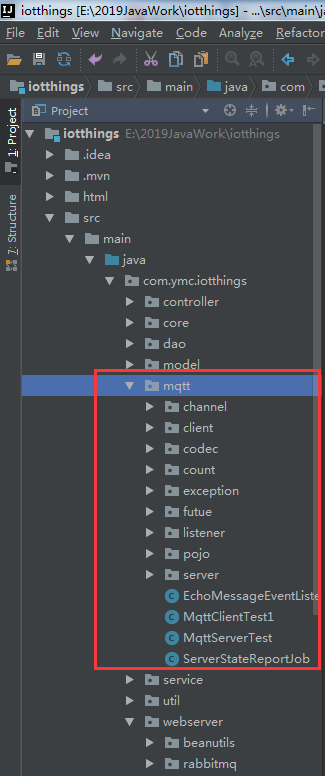 iotthings [E:\2019JavaWork\iotthings] - ...\src\main\ja
File Edit View Navigate Code Analyze Refactor
iotthings src main java com
1: Project
7: Structure
Project
iotthings E:\2019JavaWork\iotthings
.idea
.mvn
html
src
main
java
com.ymc.iotthings
controller
core
dao
model
mqtt
channel
client
codec
count
exception
futue
listener
pojo
server
EchoMessageEventListe
MqttClientTest1
MqttServerTest
ServerStateReportJob
service
util
webserver
beanutils
rabbitmq